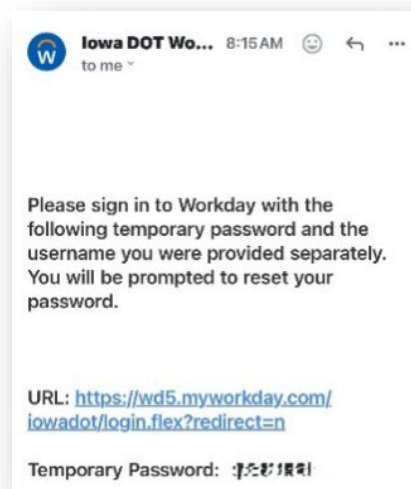 Iowa DOT Wo... 8:15 AM
to me
Please sign in to Workday with the
following temporary password and the
username you were provided separately.
You will be prompted to reset your
password.
URL: https://wd5.myworkday.com/
iowadot/login.flex?redirect=n
Temporary Password: